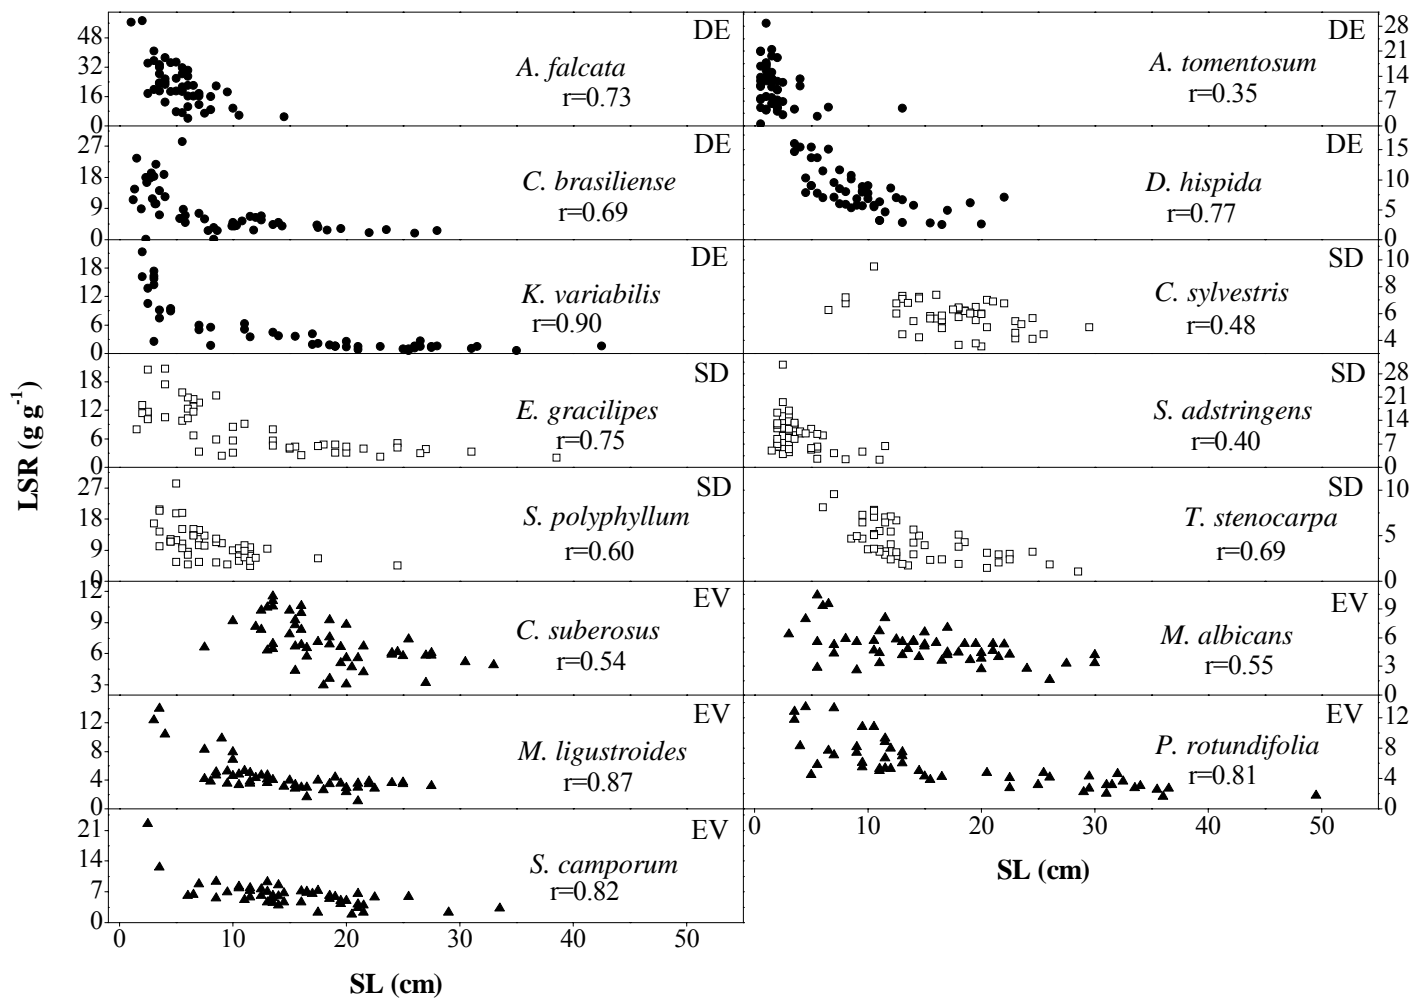 DE
48
32
16
0
A. falcata
r=0.73
DE
28
21
14
7
0
A. tomentosum
r=0.35
DE
27
18
9
0
C. brasiliense
r=0.69
DE
15
10
5
0
D. hispida
r=0.77
DE
18
12
6
0
K. variabilis
r=0.90
SD
10
8
6
4
C. sylvestris
r=0.48
SD
18
12
6
0
E. gracilipes
r=0.75
SD
28
21
14
7
0
S. adstringens
r=0.40
SD
27
18
9
0
S. polyphyllum
r=0.60
SD
10
5
0
T. stenocarpa
r=0.69
EV
12
9
6
3
C. suberosus
r=0.54
EV
9
6
3
0
M. albicans
r=0.55
EV
12
8
4
0
M. ligustroides
r=0.87
EV
12
8
4
0
P. rotundifolia
r=0.81
0 10 20 30 40 50
SL (cm)
EV
21
14
7
0
S. camporum
r=0.82
0 10 20 30 40 50
SL (cm)
LSR (g g⁻¹)